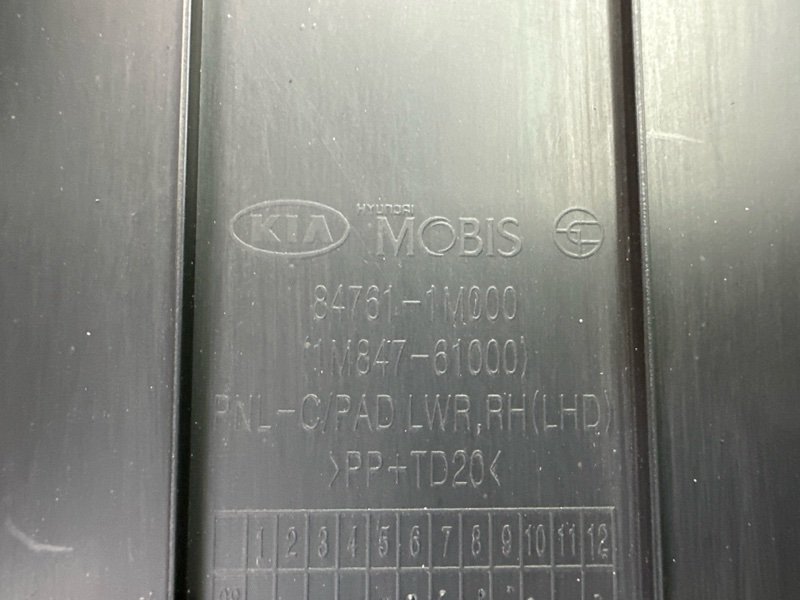 KIA HYUNDAI MOBIS
84761-1M000
(1M847-61000)
PNL-C/PAD LWR,RH(LHD)
>PP+TD20<
1 2 3 4 5 6 7 8 9 10 11 12